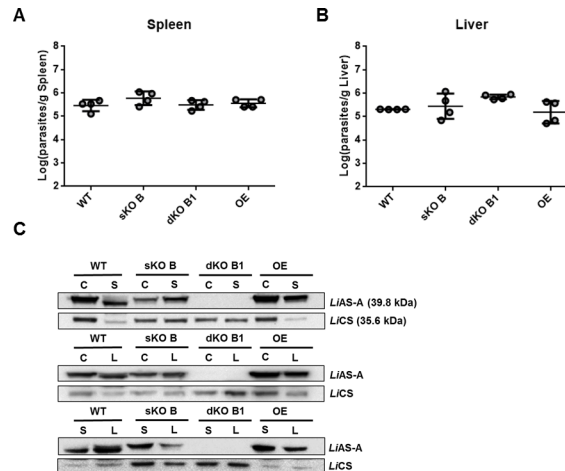 A
Spleen
Log(parasites/g Spleen)
8
7
6
5
4
3
2
WT
sKO B
dKO B1
OE
B
Liver
Log(parasites/g Liver)
8
7
6
5
4
3
2
WT
sKO B
dKO B1
OE
C
WT sKO B dKO B1 OE
C S C S C S C S
LiAS-A (39.8 kDa)
LiCS (35.6 kDa)
WT sKO B dKO B1 OE
C L C L C L C L
LiAS-A
LiCS
WT sKO B dKO B1 OE
S L S L S L S L
LiAS-A
LiCS